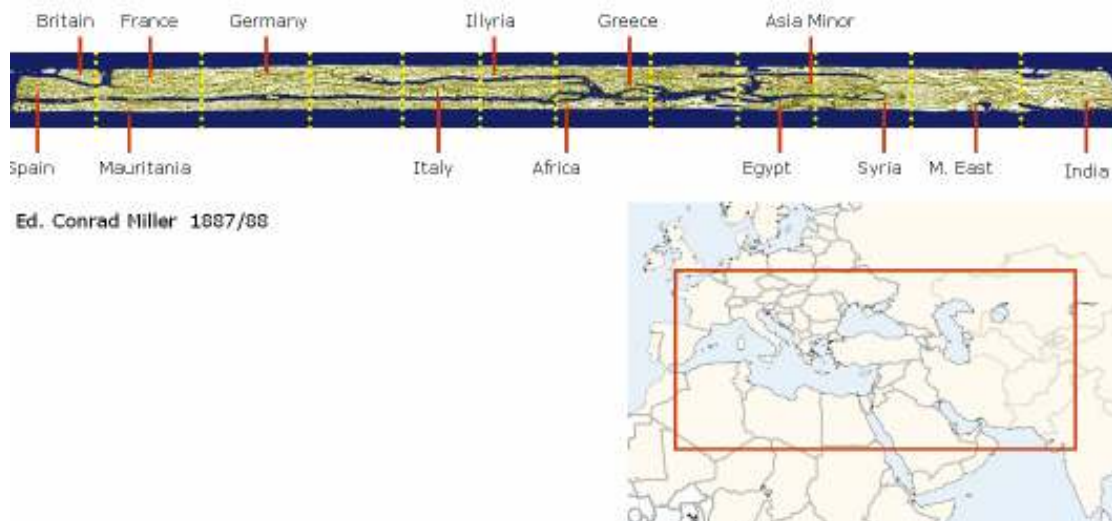 Britain France Germany Illyria Greece Asia Minor
Spain Mauritania Italy Africa Egypt Syria M. East India
Ed. Conrad Miller 1887/88